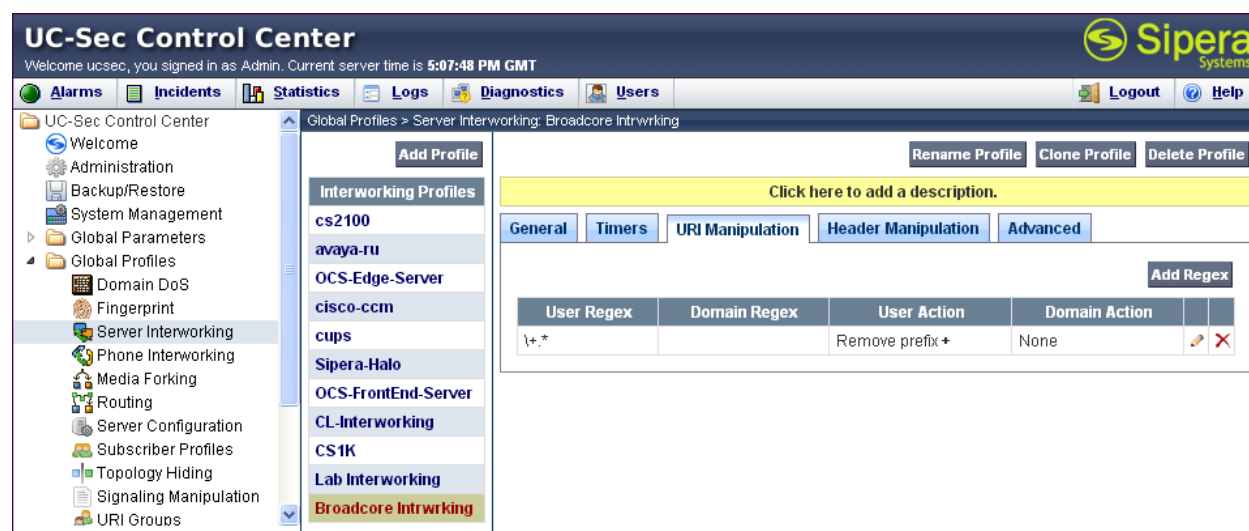 UC-Sec Control Center
Sipera
Systems
Welcome ucsec, you signed in as Admin. Current server time is 5:07:48 PM GMT
Alarms Incidents Statistics Logs Diagnostics Users Logout Help
UC-Sec Control Center
Welcome
Administration
Backup/Restore
System Management
Global Parameters
Global Profiles
Domain DoS
Fingerprint
Server Interworking
Phone Interworking
Media Forking
Routing
Server Configuration
Subscriber Profiles
Topology Hiding
Signaling Manipulation
URI Groups
Global Profiles > Server Interworking: Broadcore Intrwrking
Add Profile
Interworking Profiles
cs2100
avaya-ru
OCS-Edge-Server
cisco-ccm
cups
Sipera-Halo
OCS-FrontEnd-Server
CL-Interworking
CS1K
Lab Interworking
Broadcore Intrwrking
Rename Profile Clone Profile Delete Profile
Click here to add a description.
General Timers URI Manipulation Header Manipulation Advanced
Add Regex
User Regex Domain Regex User Action Domain Action
\+.* Remove prefix + None